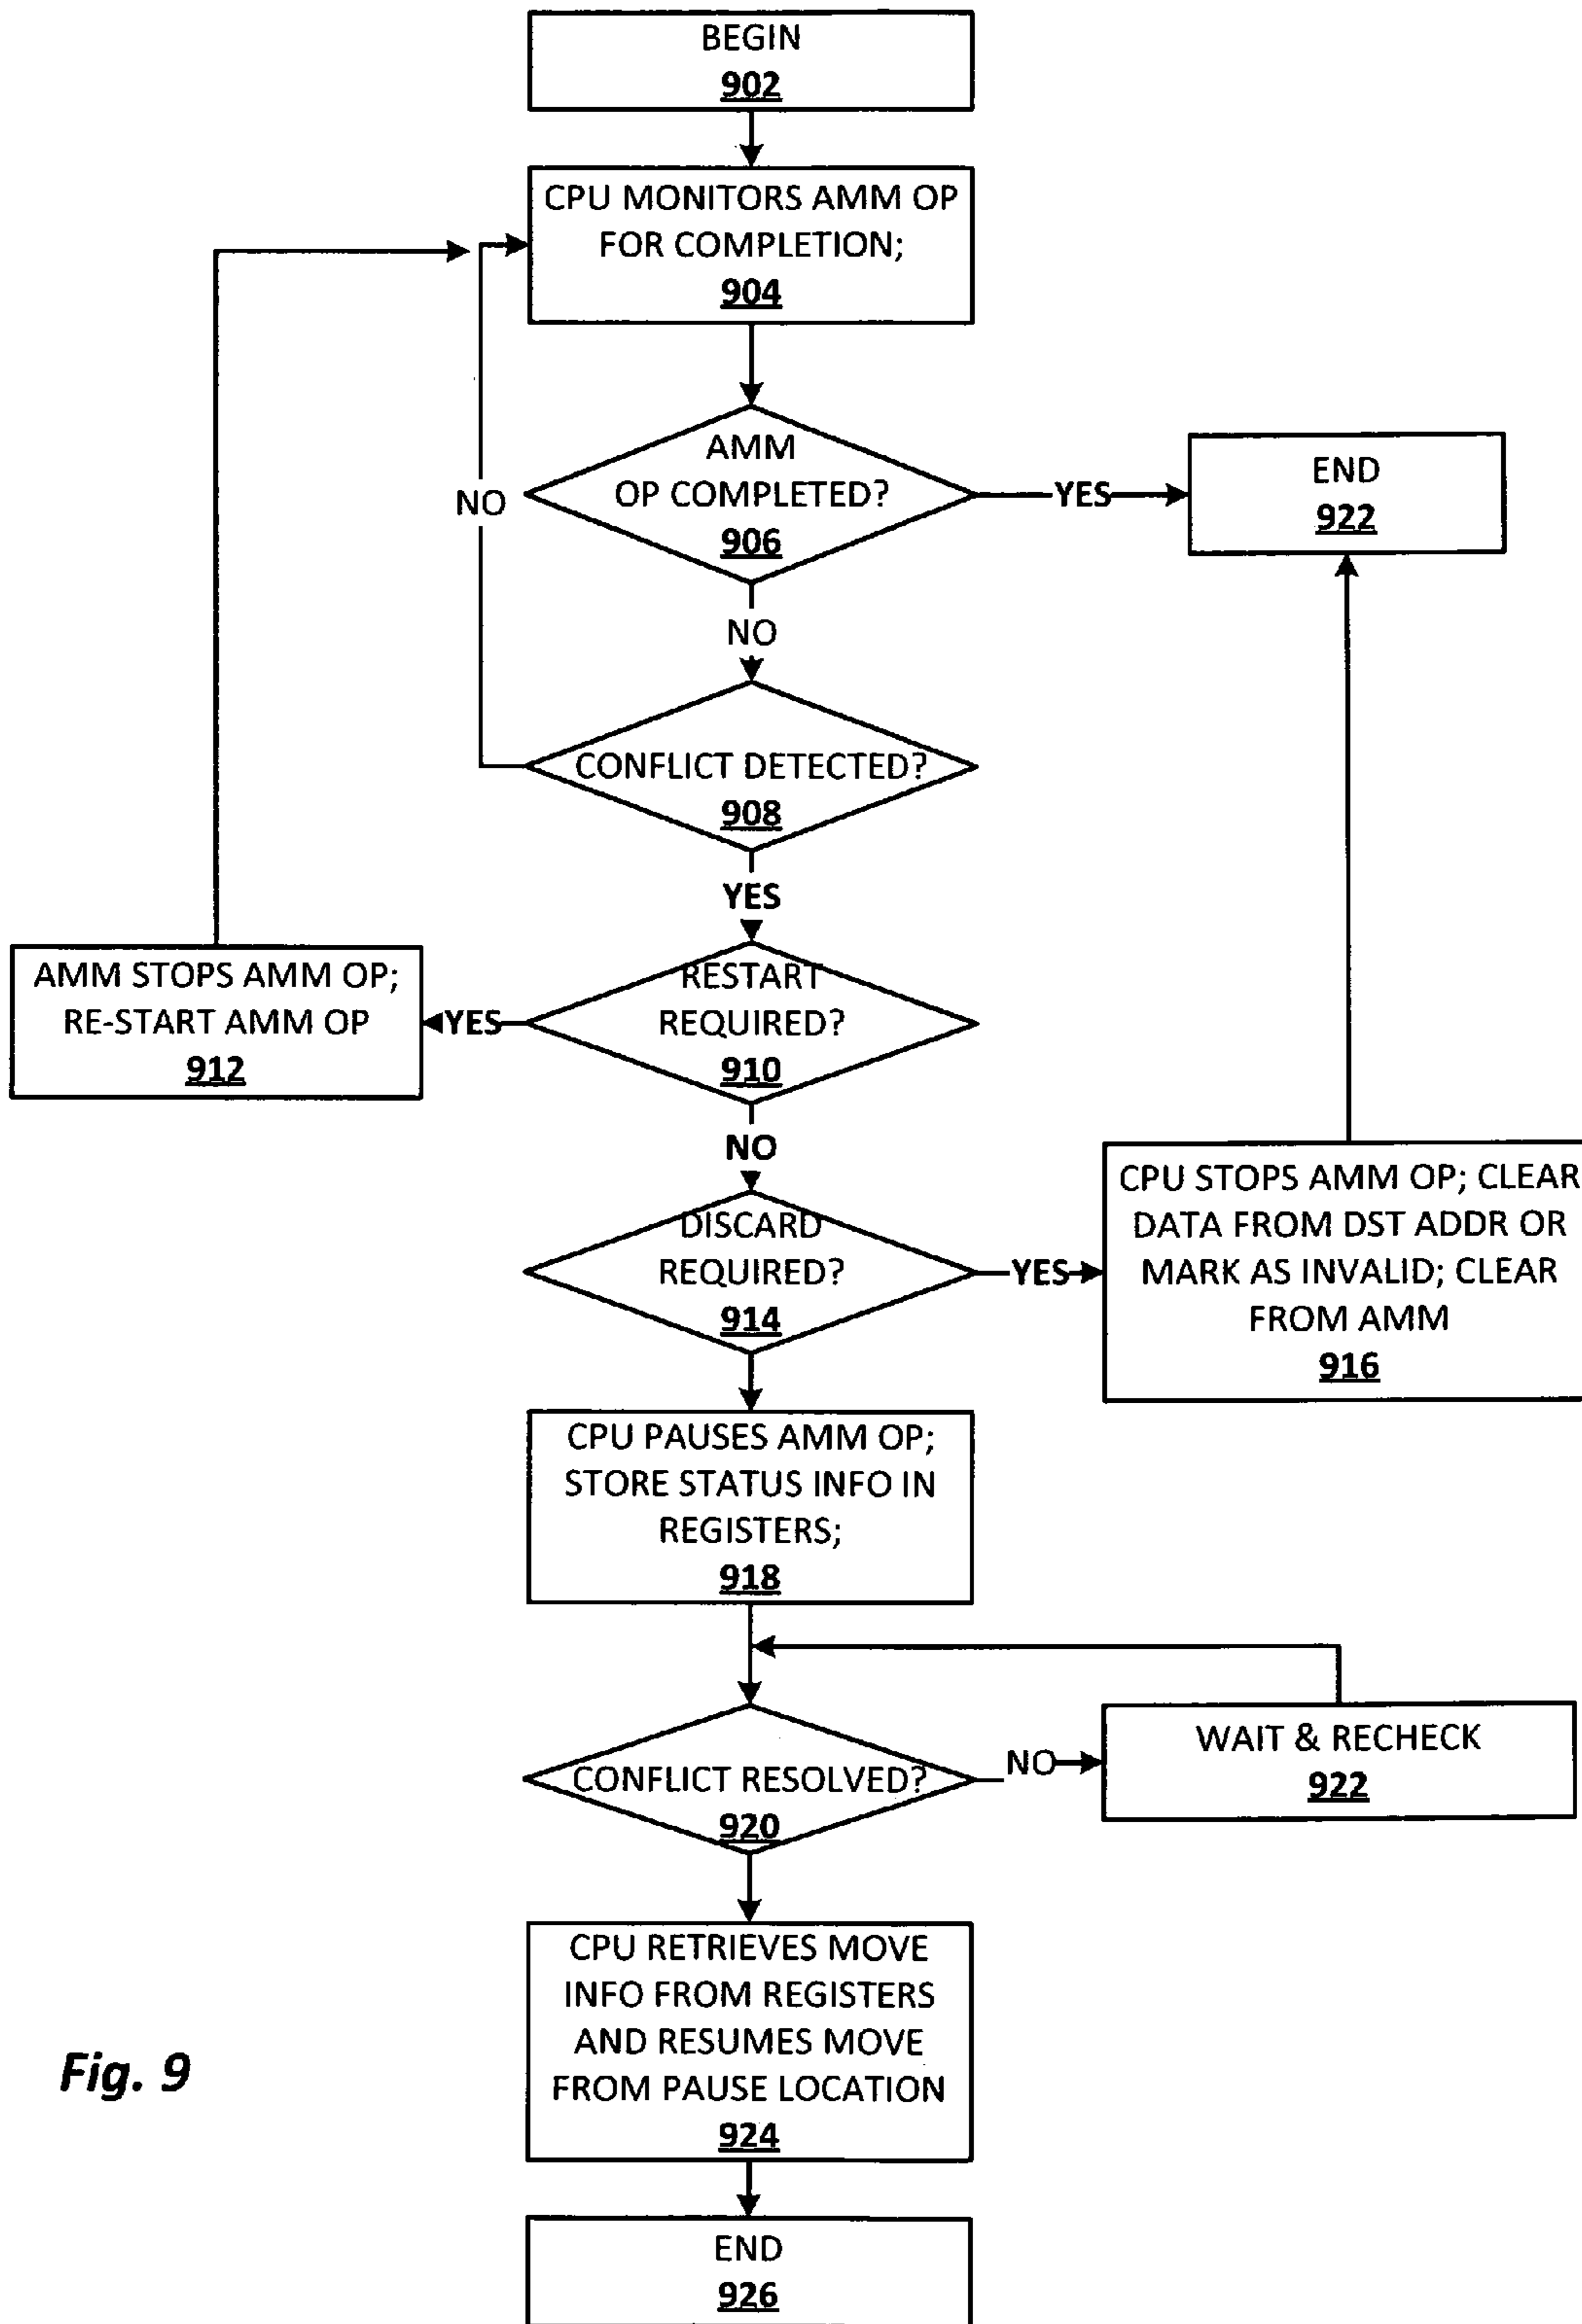 BEGIN
902
CPU MONITORS AMM OP
FOR COMPLETION;
904
AMM
OP COMPLETED?
906
YES
END
922
NO
NO
CONFLICT DETECTED?
908
YES
RESTART
REQUIRED?
910
YES
AMM STOPS AMM OP;
RE-START AMM OP
912
NO
DISCARD
REQUIRED?
914
YES
CPU STOPS AMM OP; CLEAR
DATA FROM DST ADDR OR
MARK AS INVALID; CLEAR
FROM AMM
916
CPU PAUSES AMM OP;
STORE STATUS INFO IN
REGISTERS;
918
CONFLICT RESOLVED?
920
NO
WAIT & RECHECK
922
CPU RETRIEVES MOVE
INFO FROM REGISTERS
AND RESUMES MOVE
FROM PAUSE LOCATION
924
END
926
Fig. 9